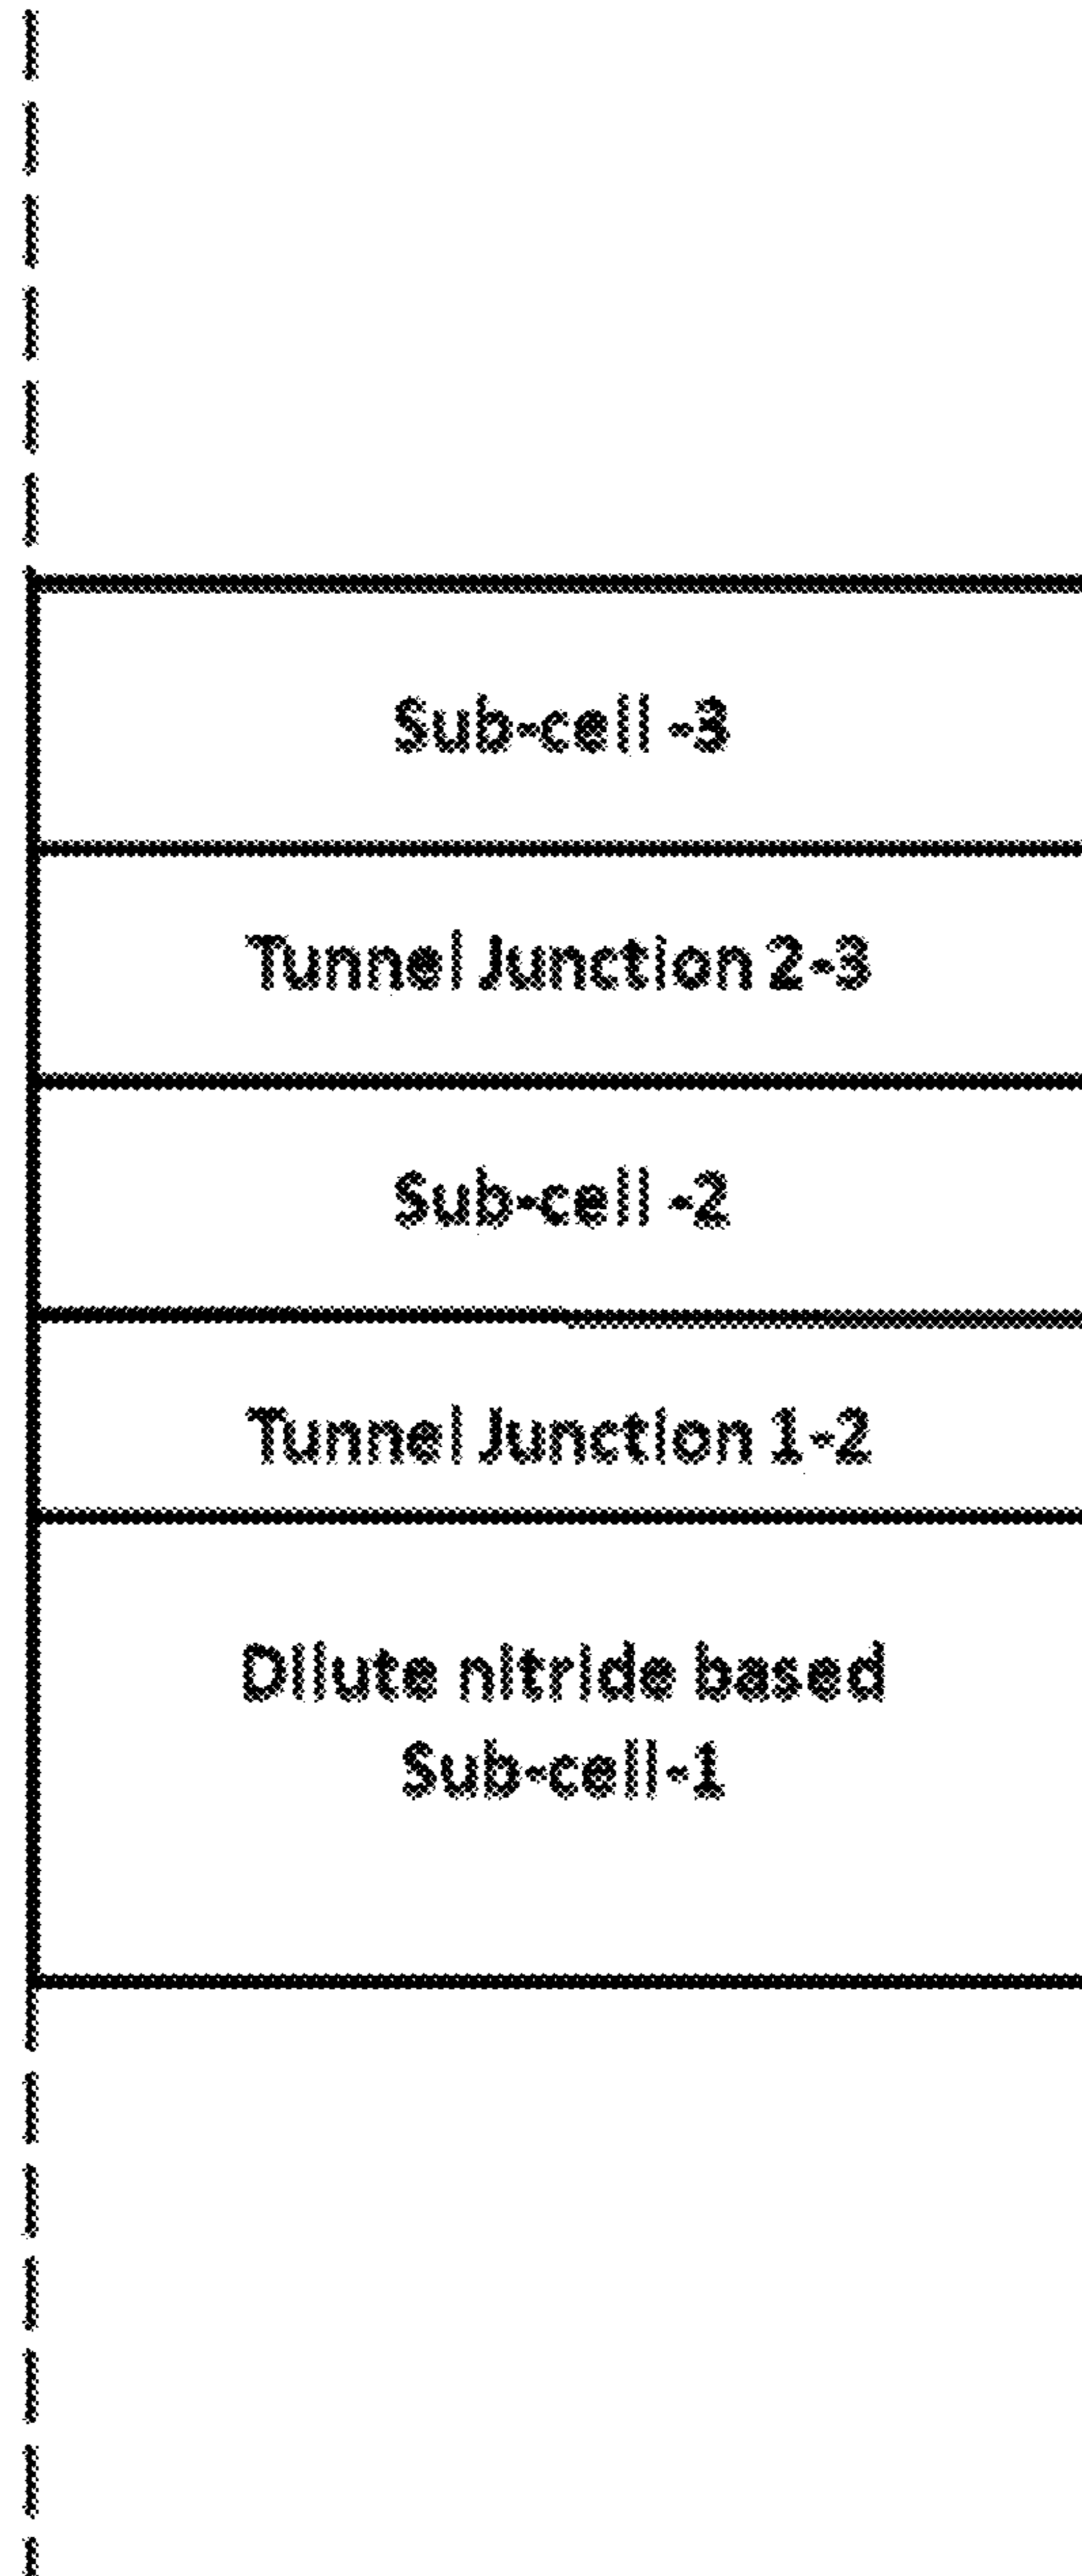 Sub-cell -3
Tunnel Junction 2-3
Sub-cell -2
Tunnel Junction 1-2
Dilute nitride based
Sub-cell-1